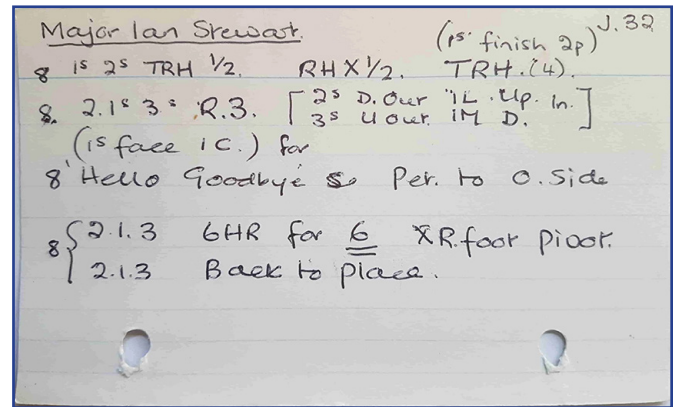 Major Ian Stewart.
(1s' finish 2p) J.32
8 1s 2s TRH 1/2. RHX1/2. TRH.(4).
8. 2.1s 3s R.3. [2s D. Our 1L. Up. In.]
[3s U our. 1M D.]
(1s face 1C.) for
8 'Hello Goodbye' s Pet. to O. Side
8 { 2.1.3 6HR for 6 R. foot pivot.
2.1.3 Back to place.